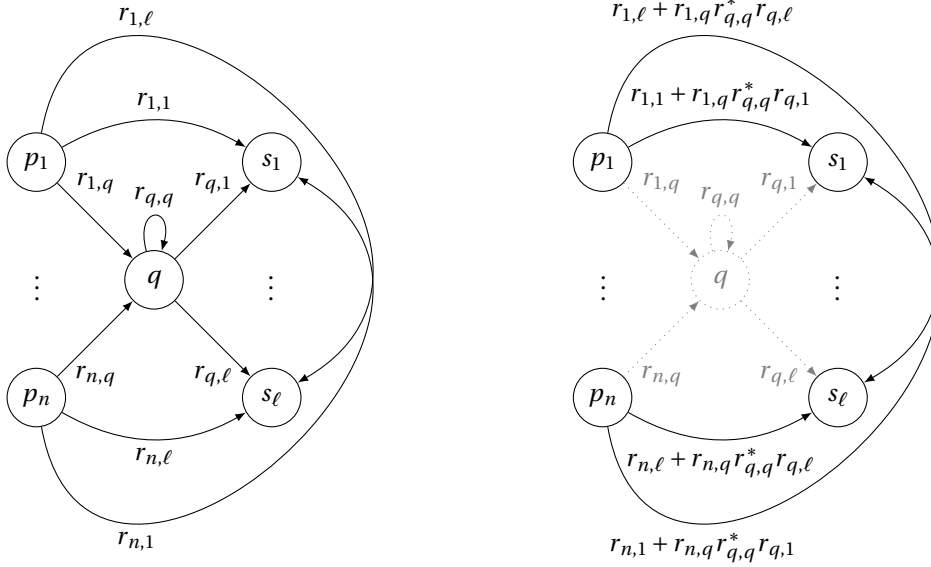 r_{1,ℓ}
r_{1,1}
p_1
s_1
r_{1,q}
r_{q,q}
r_{q,1}
q
⋮
⋮
r_{n,q}
r_{q,ℓ}
p_n
s_ℓ
r_{n,ℓ}
r_{n,1}
r_{1,ℓ} + r_{1,q} r^*_{q,q} r_{q,ℓ}
r_{1,1} + r_{1,q} r^*_{q,q} r_{q,1}
p_1
s_1
r_{1,q}
r_{q,q}
r_{q,1}
q
⋮
⋮
r_{n,q}
r_{q,ℓ}
p_n
s_ℓ
r_{n,ℓ} + r_{n,q} r^*_{q,q} r_{q,ℓ}
r_{n,1} + r_{n,q} r^*_{q,q} r_{q,1}